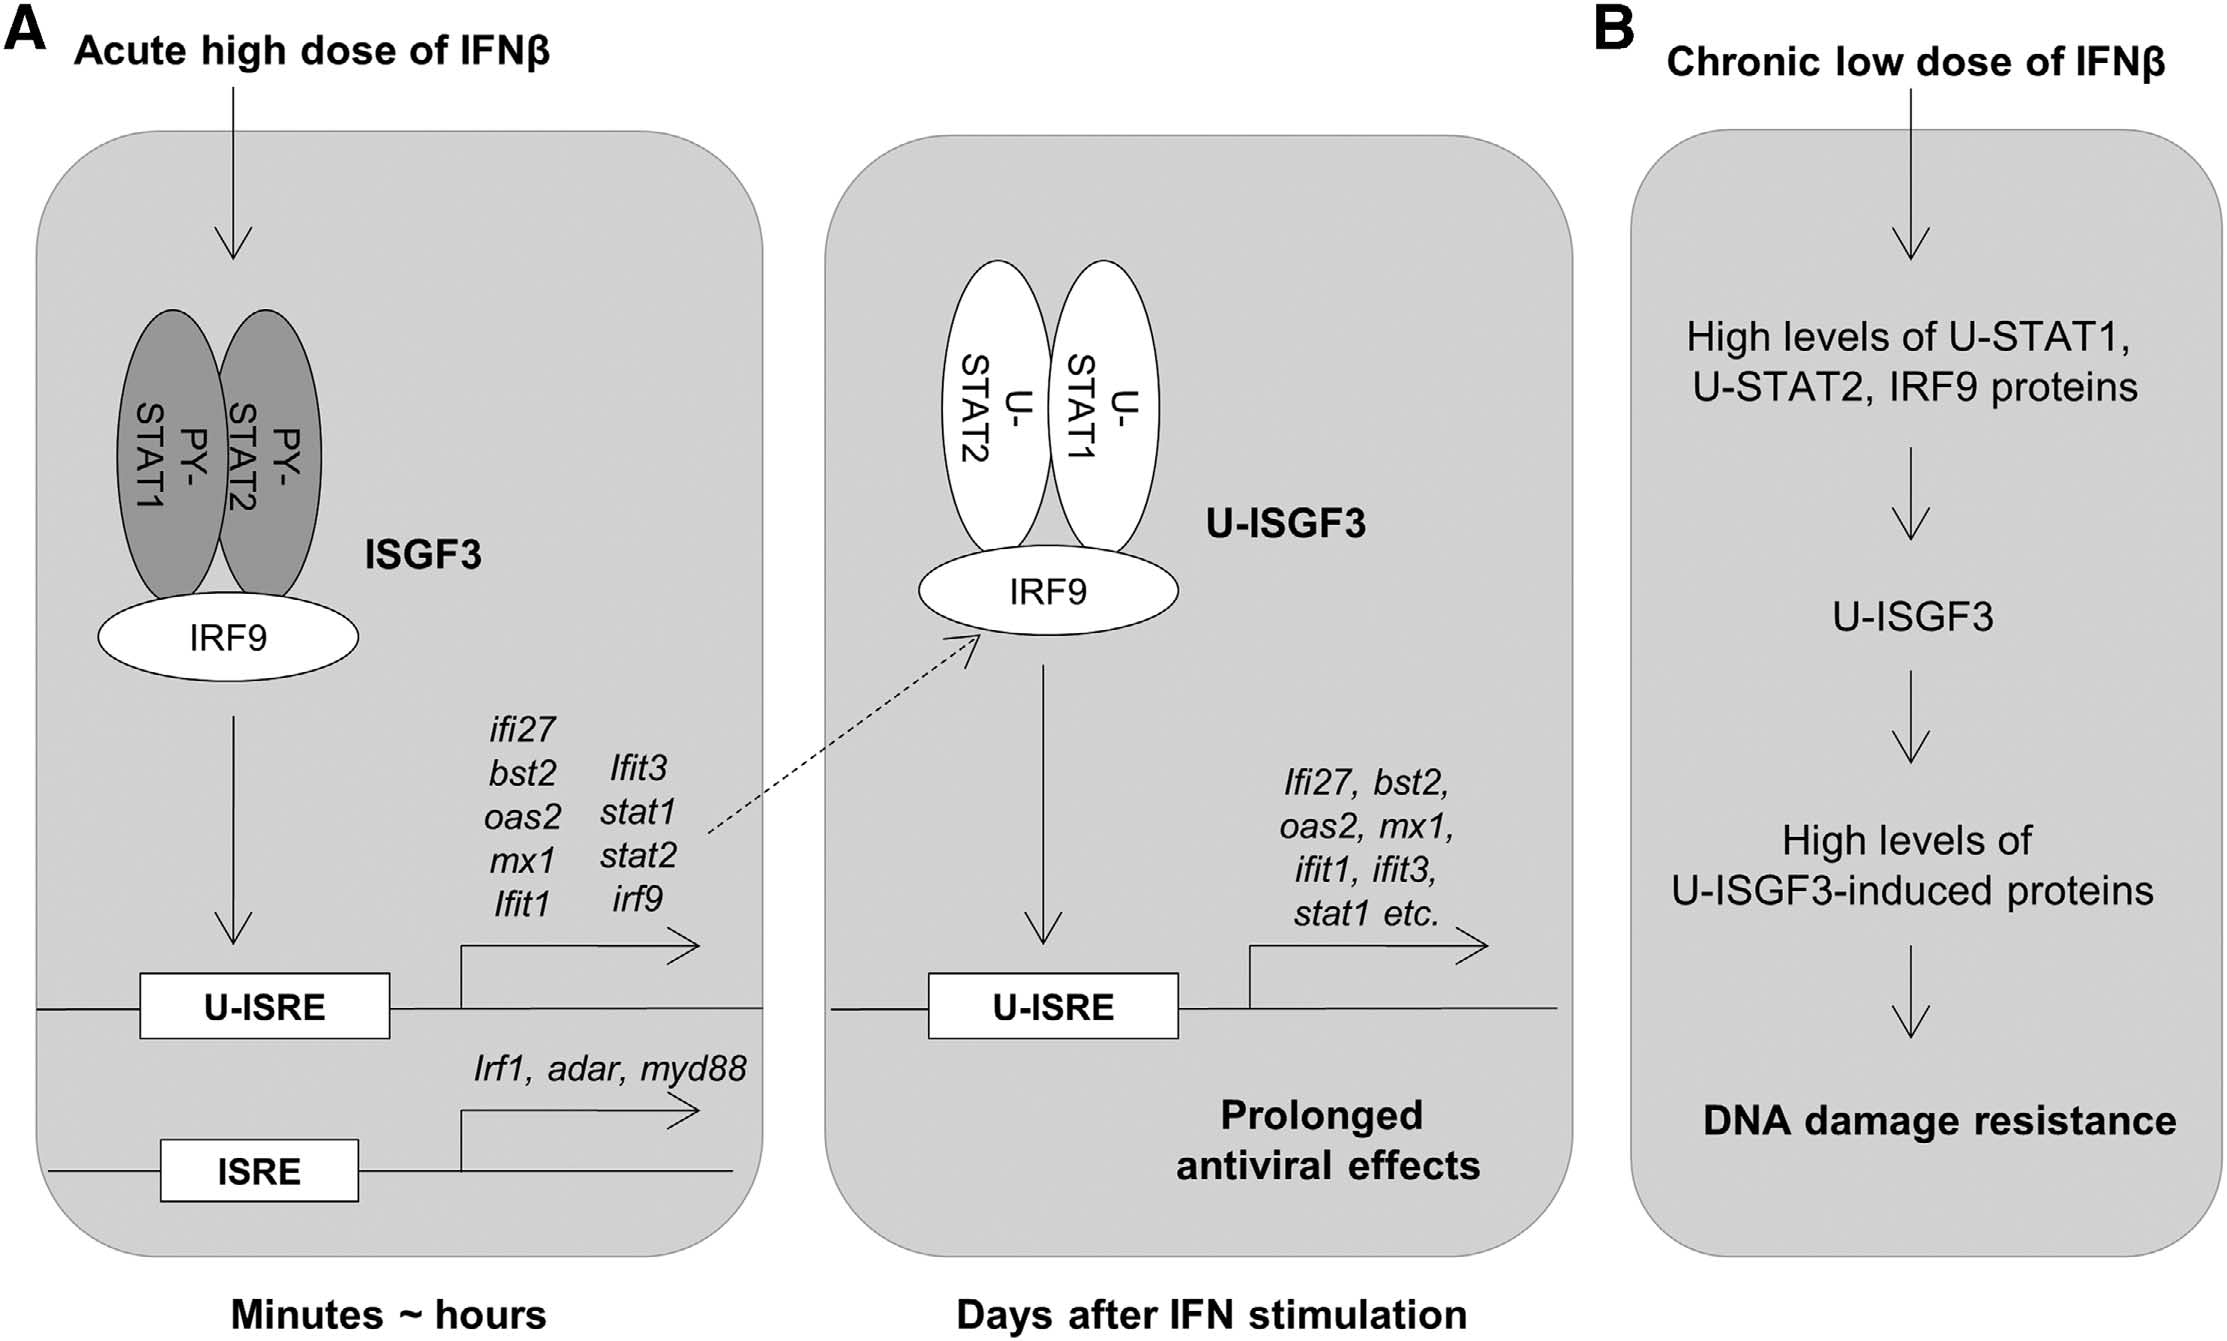 A
Acute high dose of IFNβ
PY-
STAT1
PY-
STAT2
ISGF3
IRF9
ifi27
bst2
oas2
mx1
Ifit1
Ifit3
stat1
stat2
irf9
U-ISRE
Irf1, adar, myd88
ISRE
Minutes ~ hours
U-
STAT2
U-
STAT1
U-ISGF3
IRF9
Ifi27, bst2,
oas2, mx1,
ifit1, ifit3,
stat1 etc.
U-ISRE
Prolonged
antiviral effects
Days after IFN stimulation
B
Chronic low dose of IFNβ
High levels of U-STAT1,
U-STAT2, IRF9 proteins
U-ISGF3
High levels of
U-ISGF3-induced proteins
DNA damage resistance